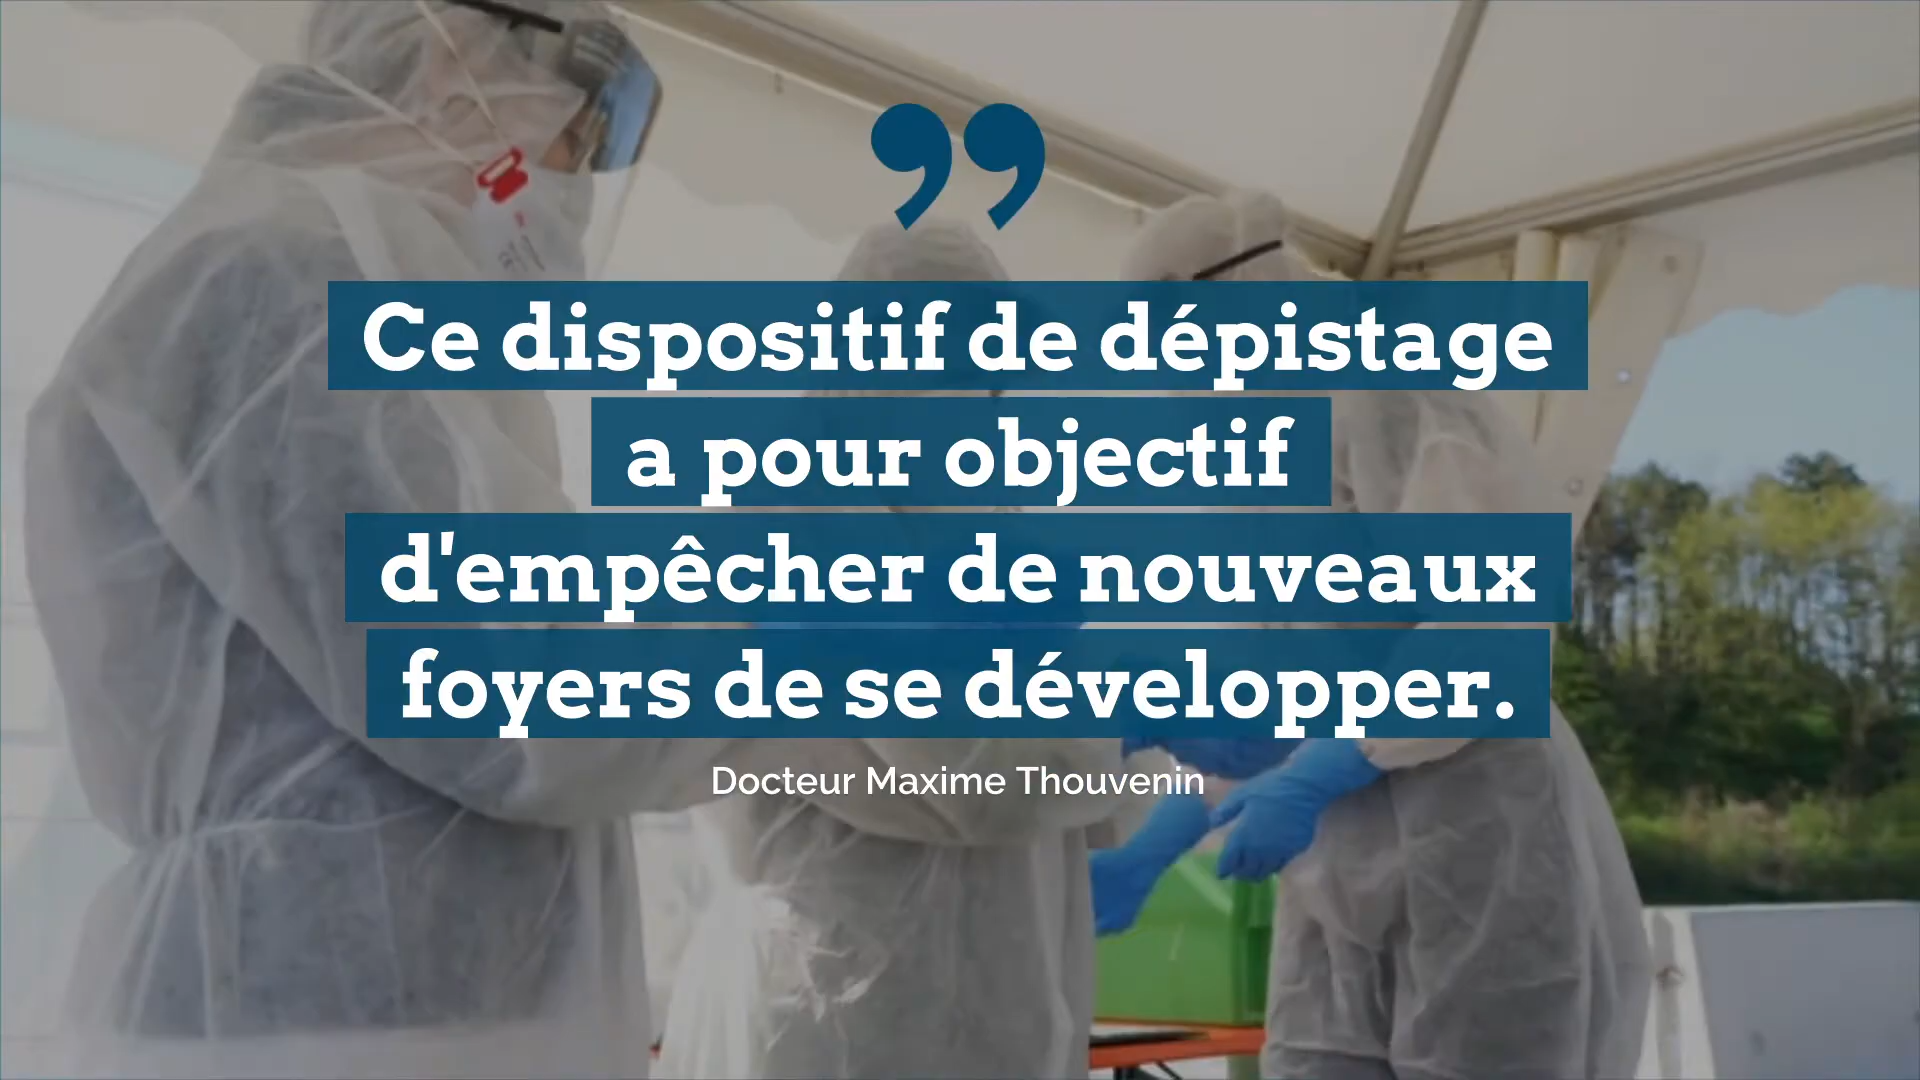 ”
Ce dispositif de dépistage
a pour objectif
d'empêcher de nouveaux
foyers de se développer.
Docteur Maxime Thouvenin